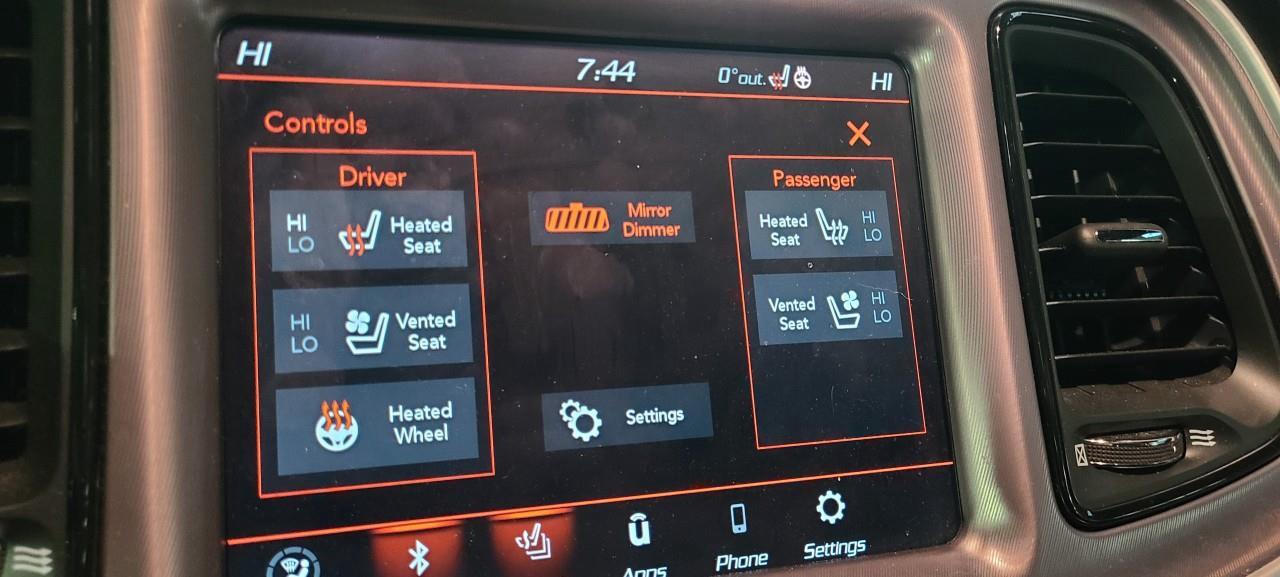 HI 7:44 0° out. HI
Controls X
Driver
HI
LO
Heated
Seat
HI
LO
Vented
Seat
Heated
Wheel
Mirror
Dimmer
Settings
Passenger
Heated
Seat
HI
LO
Vented
Seat
HI
LO
Apps
Phone
Settings